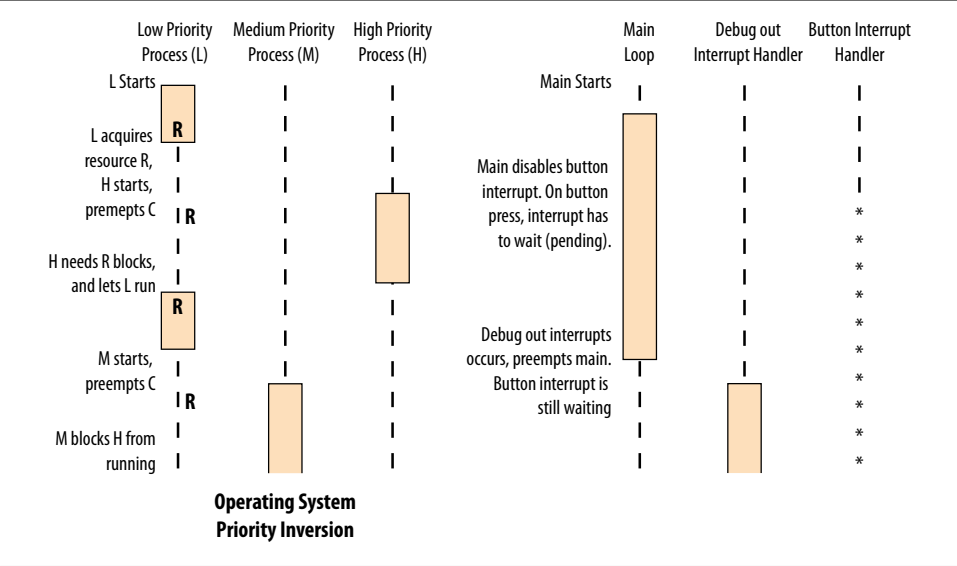 Low Priority
Process (L)
Medium Priority
Process (M)
High Priority
Process (H)
L Starts
R
L acquires
resource R,
H starts,
premepts C
R
H needs R blocks,
and lets L run
R
M starts,
preempts C
R
M blocks H from
running
Operating System
Priority Inversion
Main
Loop
Debug out
Interrupt Handler
Button Interrupt
Handler
Main Starts
Main disables button
interrupt. On button
press, interrupt has
to wait (pending).
*
*
*
*
*
*
*
*
*
*
Debug out interrupts
occurs, preempts main.
Button interrupt is
still waiting